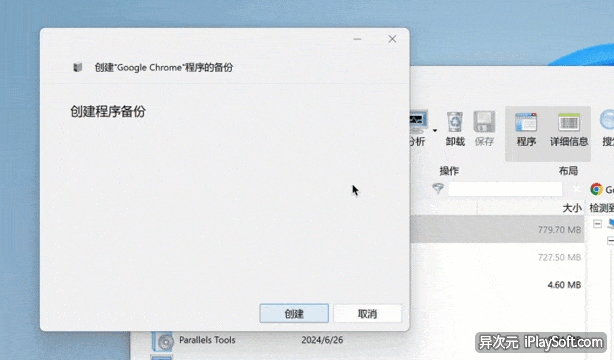 创建“Google Chrome”程序的备份
创建程序备份
分析
卸载
保存
程序
详细信息
操作
布局
大小
检测到
779.70 MB
727.50 MB
4.60 MB
创建
取消
Parallels Tools
2024/6/26
异次元 iPlaySoft.com